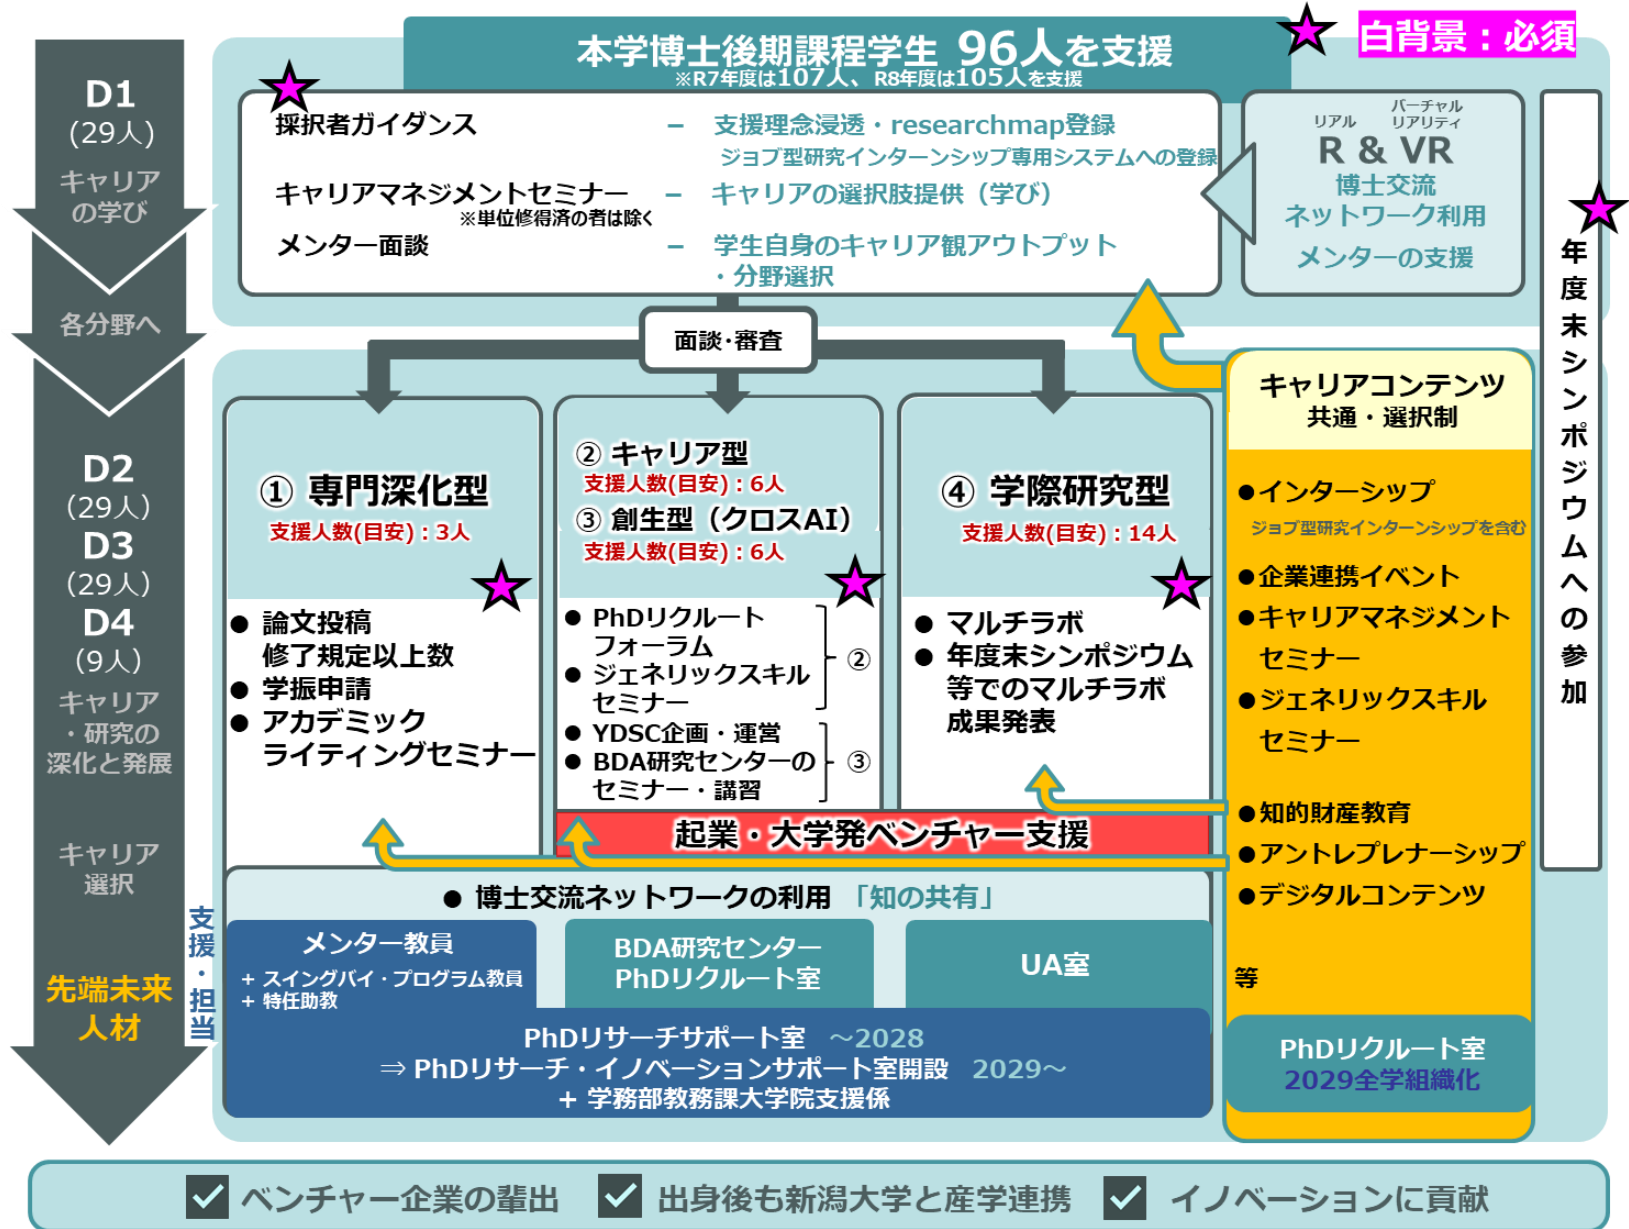 本学博士後期課程学生 96人を支援
※R7年度は107人、R8年度は105人を支援
白背景：必須
D1
(29人)
キャリア
の学び
各分野へ
D2
(29人)
D3
(29人)
D4
(9人)
キャリア
・研究の
深化と発展
キャリア
選択
先端未来
人材
採択者ガイダンス － 支援理念浸透・researchmap登録
ジョブ型研究インターンシップ専用システムへの登録
キャリアマネジメントセミナー － キャリアの選択肢提供（学び）
※単位修得済の者は除く
メンター面談 － 学生自身のキャリア観アウトプット
・分野選択
リアル バーチャル
リアリティ
R & VR
博士交流
ネットワーク利用
メンターの支援
年度末シンポジウムへの参加
面談・審査
① 専門深化型
支援人数(目安)：3人
● 論文投稿
修了規定以上数
● 学振申請
● アカデミック
ライティングセミナー
② キャリア型
支援人数(目安)：6人
③ 創生型（クロスAI）
支援人数(目安)：6人
● PhDリクルート
フォーラム
● ジェネリックスキル
セミナー
②
● YDSC企画・運営
● BDA研究センターの
セミナー・講習
③
④ 学際研究型
支援人数(目安)：14人
● マルチラボ
● 年度末シンポジウム
等でのマルチラボ
成果発表
起業・大学発ベンチャー支援
● 博士交流ネットワークの利用 「知の共有」
支援・担当
メンター教員
+ スイングバイ・プログラム教員
+ 特任助教
BDA研究センター
PhDリクルート室
UA室
PhDリサーチサポート室 ～2028
⇒ PhDリサーチ・イノベーションサポート室開設 2029～
+ 学務部教務課大学院支援係
キャリアコンテンツ
共通・選択制
●インターシップ
ジョブ型研究インターンシップを含む
●企業連携イベント
●キャリアマネジメント
セミナー
●ジェネリックスキル
セミナー
●知的財産教育
●アントレプレナーシップ
●デジタルコンテンツ
等
PhDリクルート室
2029全学組織化
ベンチャー企業の輩出 出身後も新潟大学と産学連携 イノベーションに貢献